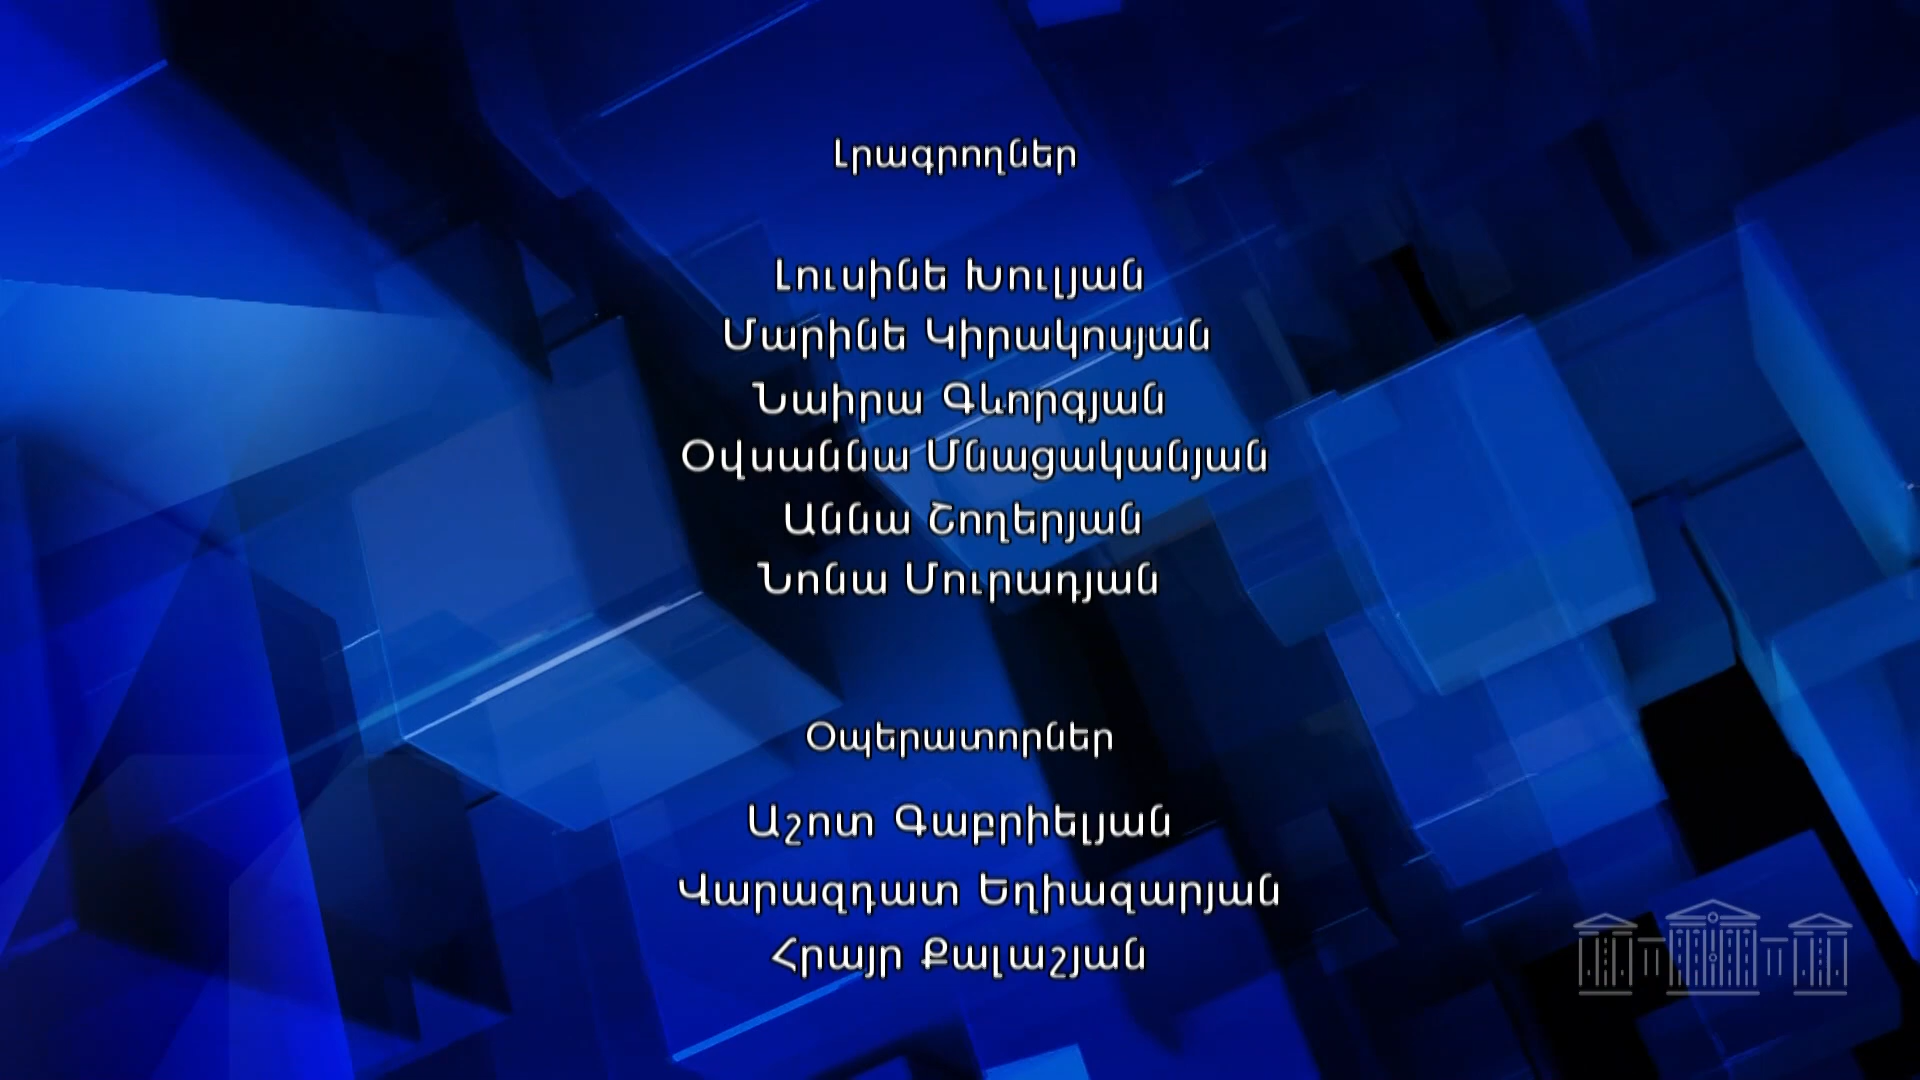 Լրագրողներ
Լուսինե Խուլյան
Մարինե Կիրակոսյան
Նաիրա Գևորգյան
Օվսաննա Մնացականյան
Աննա Շողերյան
Նոնա Մուրադյան
Օպերատորներ
Աշոտ Գաբրիելյան
Վարազդատ Եղիազարյան
Հրայր Քալաշյան